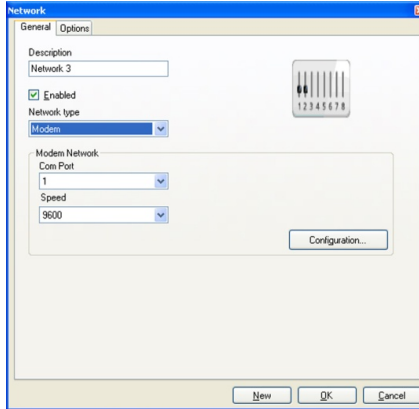 Network
General Options
Description
Network 3
Enabled
Network type
Modem
12345678
Modem Network
Com Port
1
Speed
9600
Configuration...
New OK Cancel